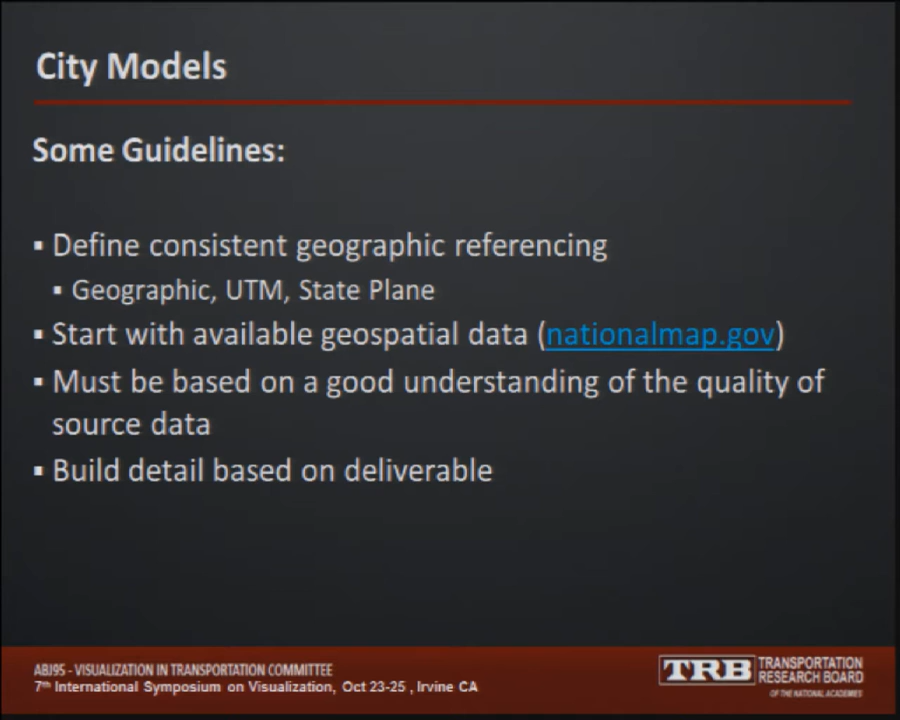 City Models
Some Guidelines:
▪ Define consistent geographic referencing
▪ Geographic, UTM, State Plane
▪ Start with available geospatial data (nationalmap.gov)
▪ Must be based on a good understanding of the quality of
source data
▪ Build detail based on deliverable
ABJ95 - VISUALIZATION IN TRANSPORTATION COMMITTEE
7th International Symposium on Visualization, Oct 23-25 , Irvine CA
TRB TRANSPORTATION
RESEARCH BOARD
OF THE NATIONAL ACADEMIES